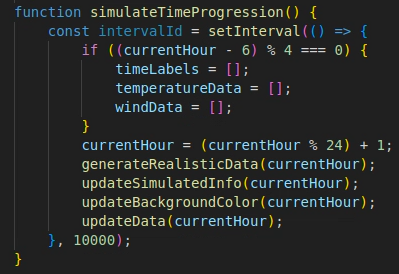 function simulateTimeProgression() {
    const intervalId = setInterval(() => {
        if ((currentHour - 6) % 4 === 0) {
            timeLabels = [];
            temperatureData = [];
            windData = [];
        }
        currentHour = (currentHour % 24) + 1;
        generateRealisticData(currentHour);
        updateSimulatedInfo(currentHour);
        updateBackgroundColor(currentHour);
        updateData(currentHour);
    }, 10000);
}